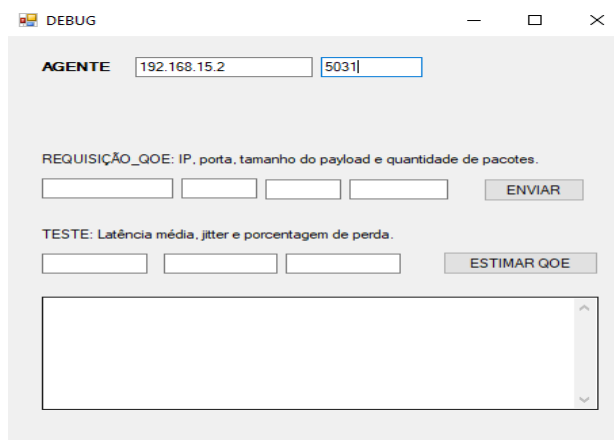 DEBUG
AGENTE 192.168.15.2 5031
REQUISIÇÃO_QOE: IP, porta, tamanho do payload e quantidade de pacotes.
ENVIAR
TESTE: Latência média, jitter e porcentagem de perda.
ESTIMAR QOE